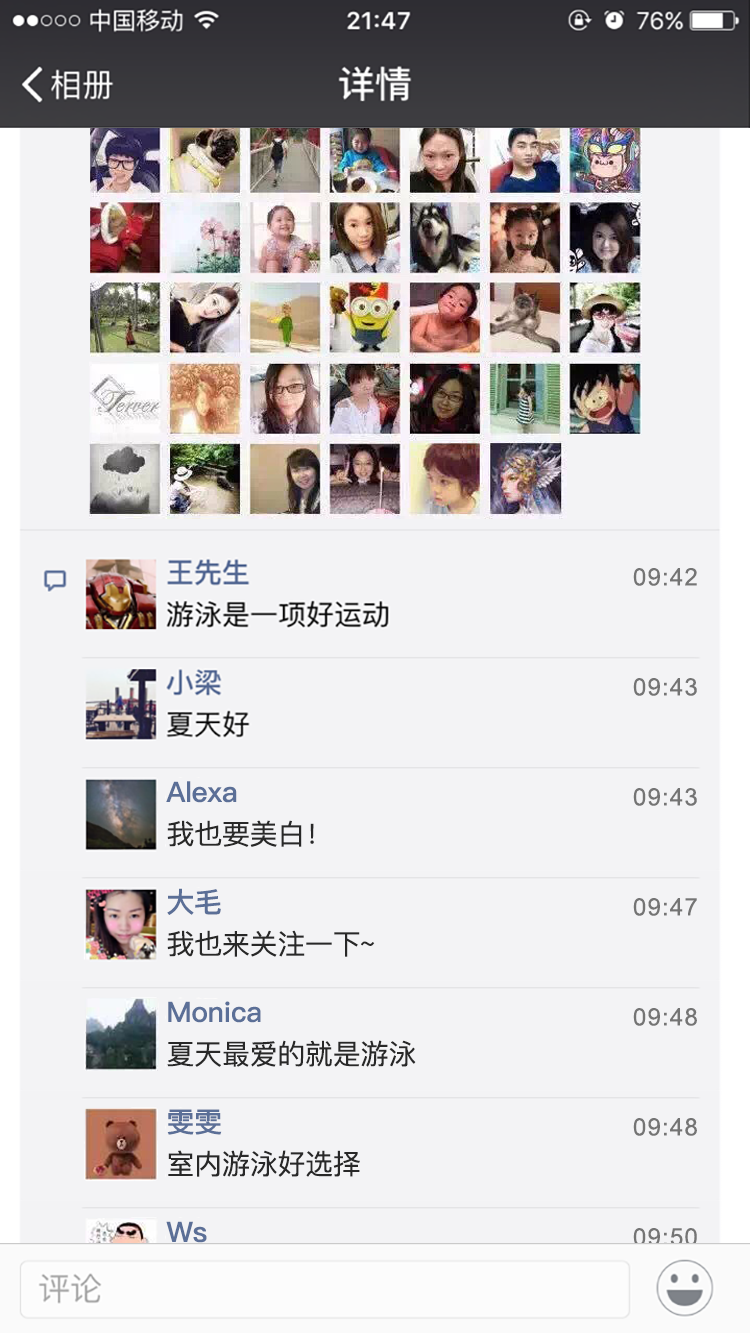 中国移动
21:47
76%
相册
详情
Terver
王先生
09:42
游泳是一项好运动
小梁
09:43
夏天好
Alexa
09:43
我也要美白！
大毛
09:47
我也来关注一下~
Monica
09:48
夏天最爱的就是游泳
雯雯
09:48
室内游泳好选择
Ws
09:50
评论